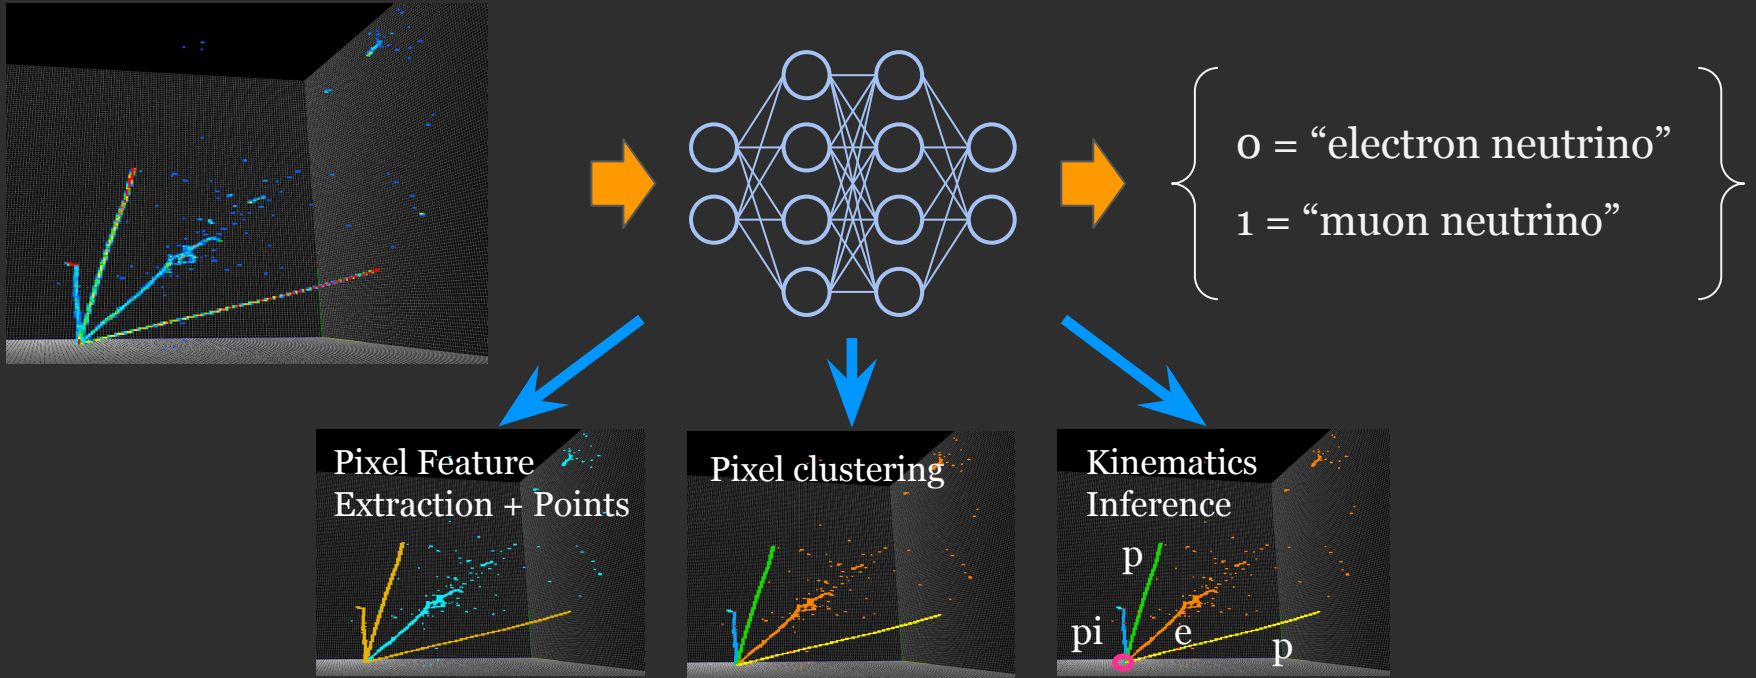 0 = “electron neutrino”
1 = “muon neutrino”
Pixel Feature
Extraction + Points
Pixel clustering
Kinematics
Inference
p
pi
e
p